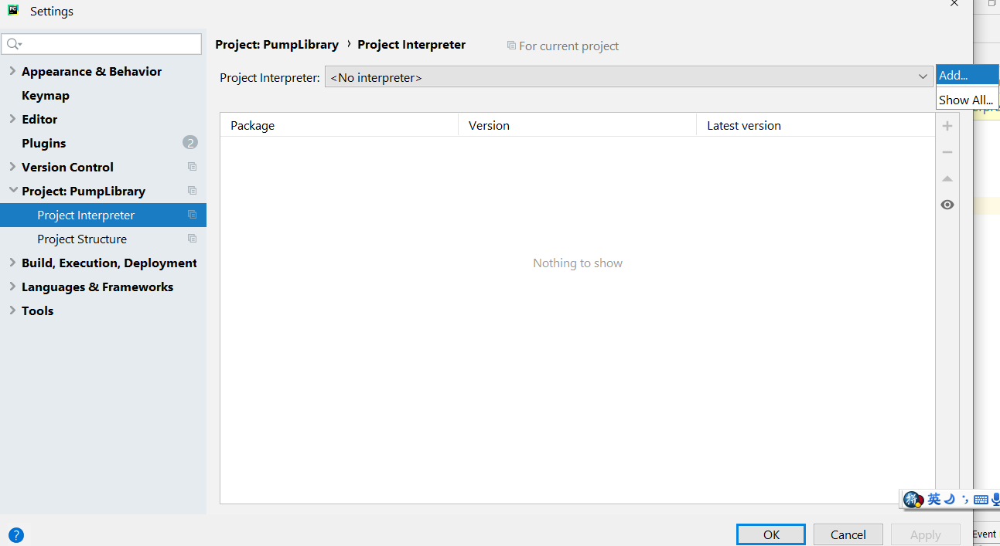 PC
Settings
Project: PumpLibrary › Project Interpreter For current project
Appearance & Behavior
Project Interpreter: <No interpreter>
Add...
Keymap
Show All...
Editor
Package Version Latest version
Plugins 2
Version Control
Project: PumpLibrary
Project Interpreter
Project Structure
Build, Execution, Deployment
Nothing to show
Languages & Frameworks
Tools
英
?
OK Cancel Apply
Event